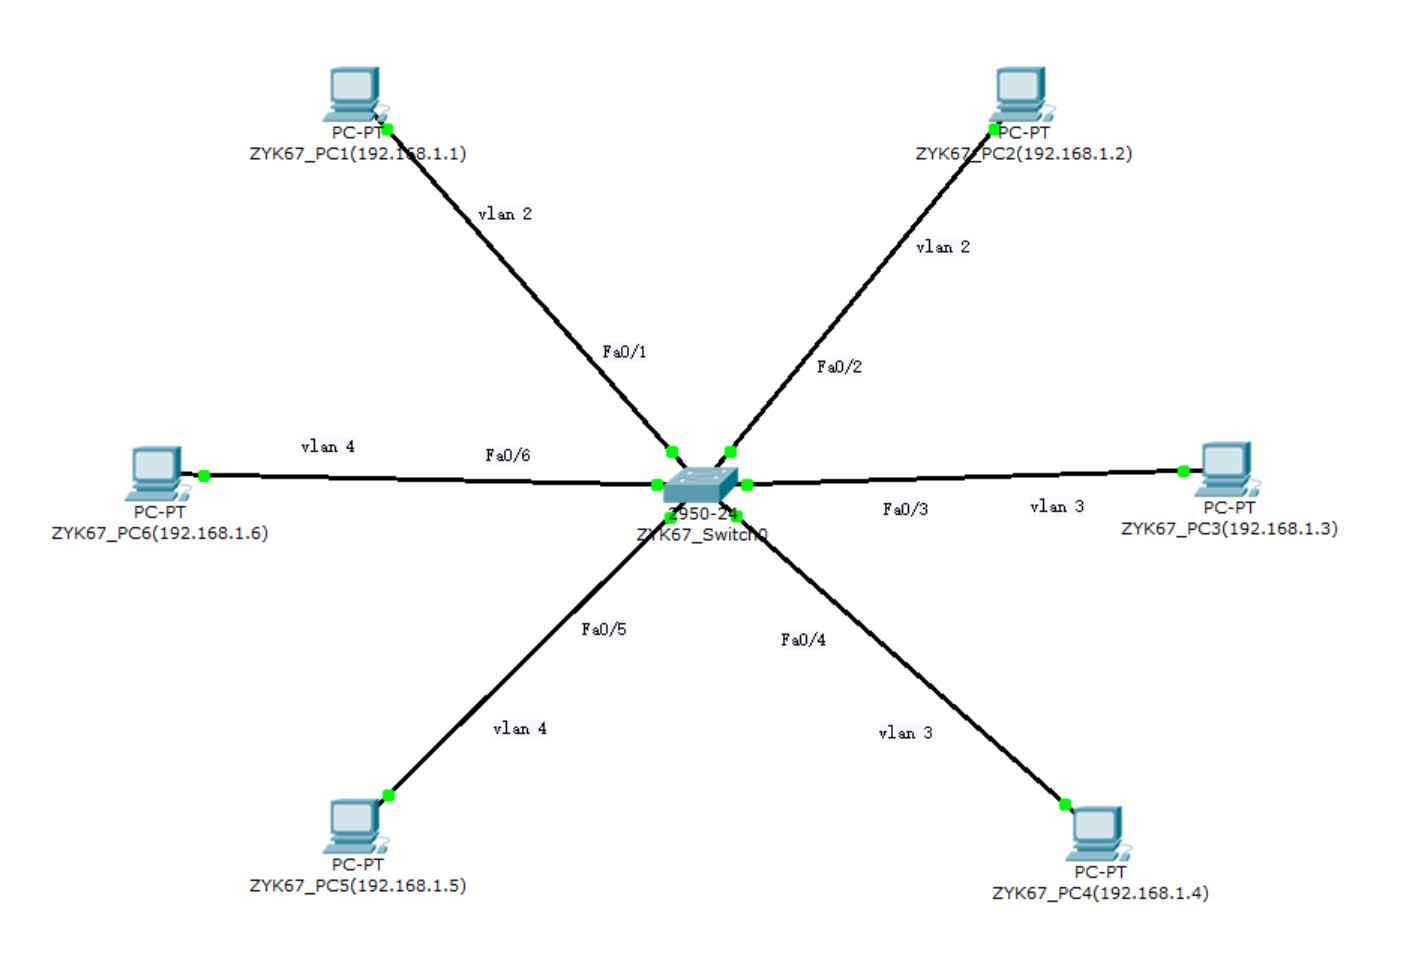 PC-PT
ZYK67_PC1(192.168.1.1)
PC-PT
ZYK67_PC2(192.168.1.2)
vlan 2
vlan 2
Fa0/1
Fa0/2
vlan 4
Fa0/6
PC-PT
ZYK67_PC6(192.168.1.6)
2950-24
ZYK67_Switch0
Fa0/3
vlan 3
PC-PT
ZYK67_PC3(192.168.1.3)
Fa0/5
Fa0/4
vlan 4
vlan 3
PC-PT
ZYK67_PC5(192.168.1.5)
PC-PT
ZYK67_PC4(192.168.1.4)